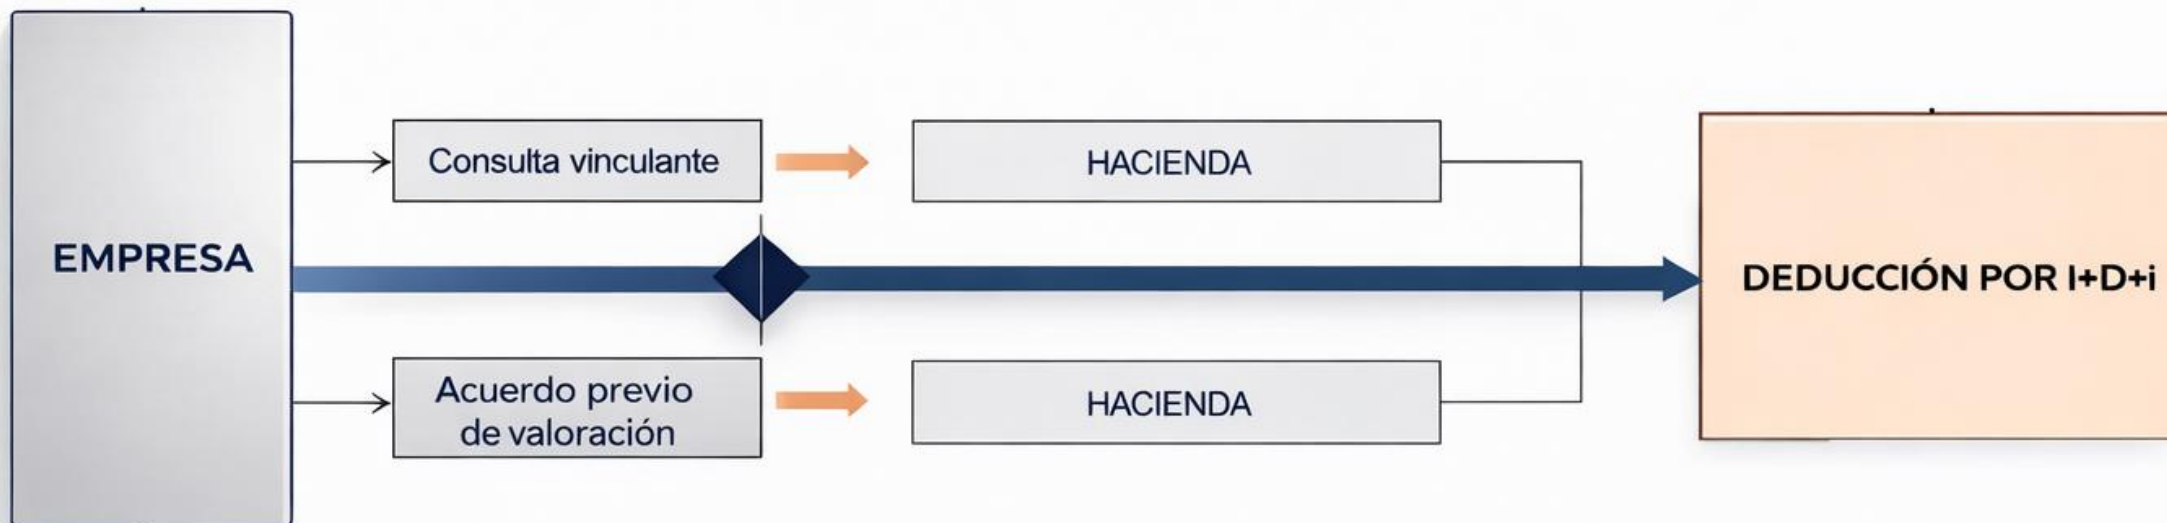 EMPRESA
Consulta vinculante
HACIENDA
Acuerdo previo
de valoración
HACIENDA
DEDUCCIÓN POR I+D+i